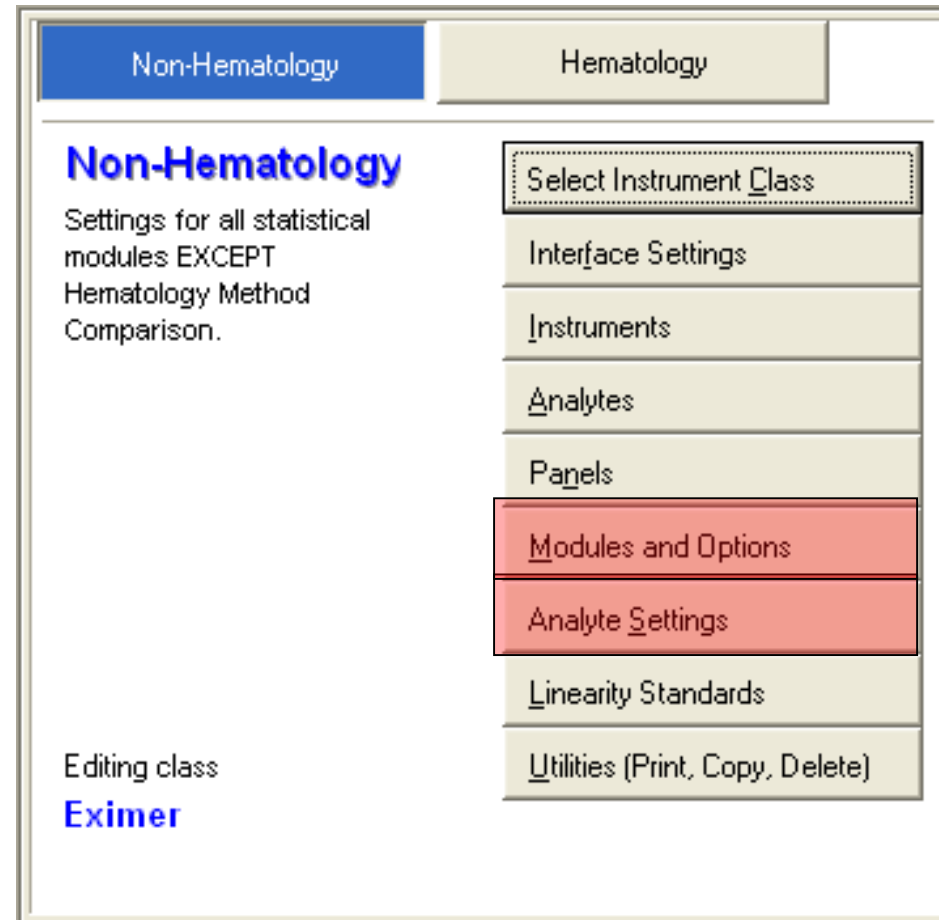 Non-Hematology
Hematology
Non-Hematology
Settings for all statistical
modules EXCEPT
Hematology Method
Comparison.
Select Instrument Class
Interface Settings
Instruments
Analytes
Panels
Modules and Options
Analyte Settings
Linearity Standards
Utilities (Print, Copy, Delete)
Editing class
Eximer